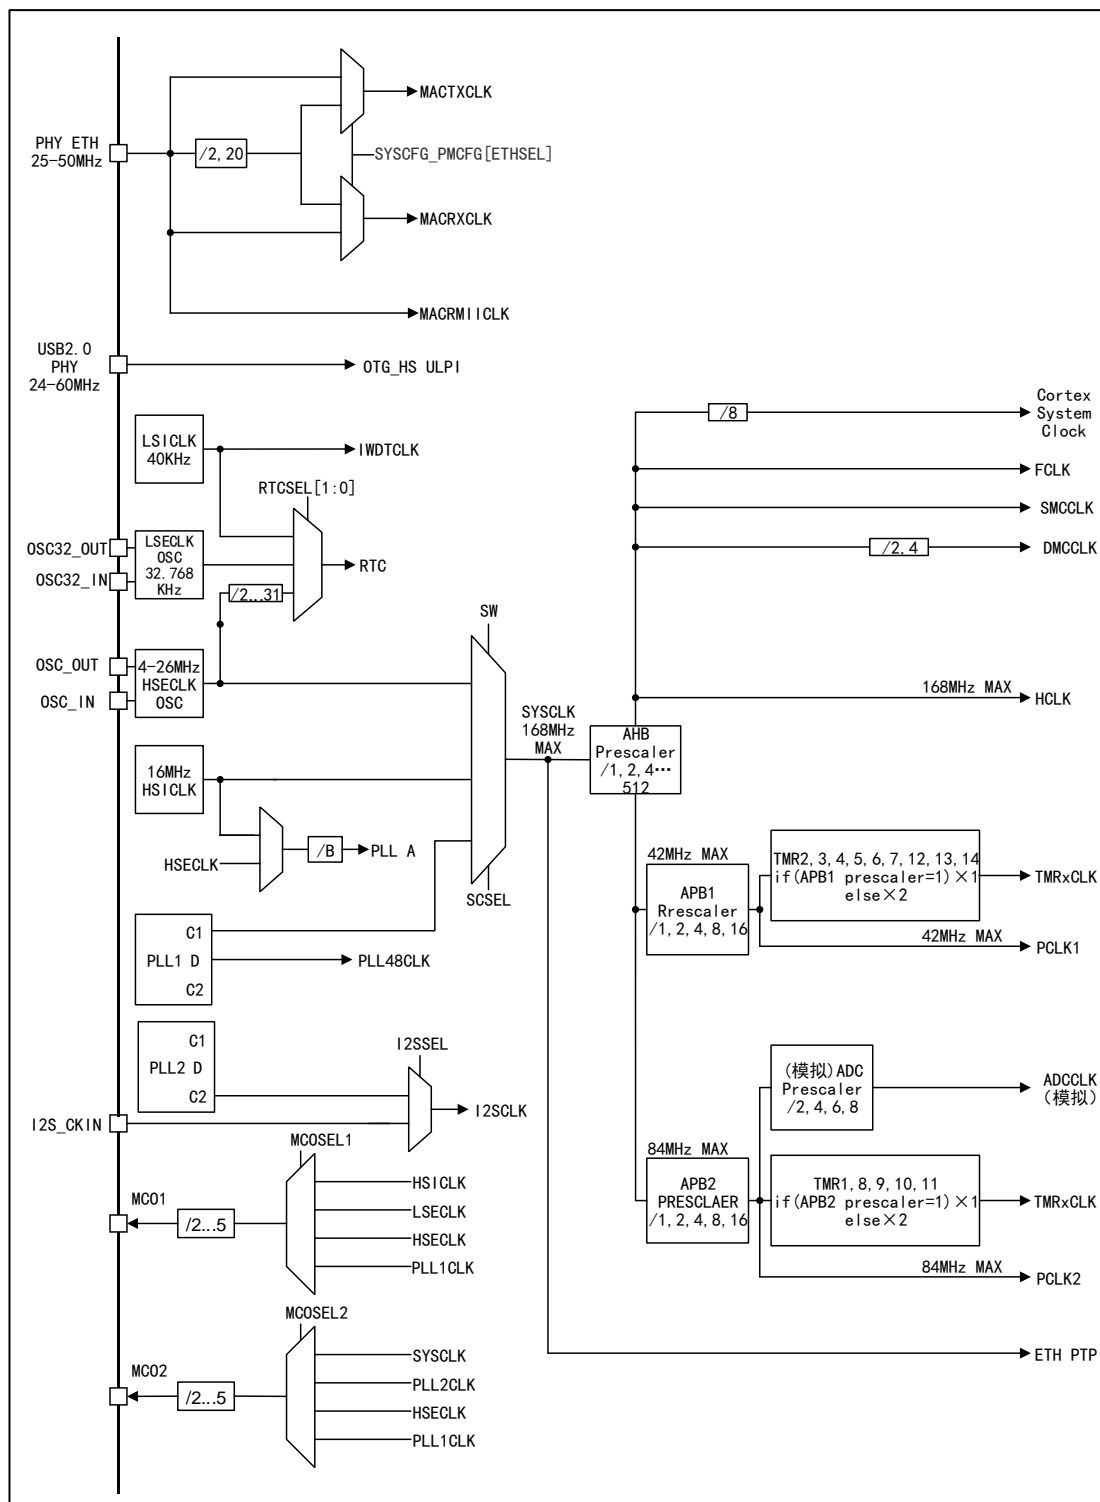 MACTXCLK
PHY ETH
25-50MHz
/2, 20
SYSCFG_PMCFG[ETHSEL]
MACRXCLK
MACRMIICLK
USB2.0
PHY
24-60MHz
OTG_HS ULPI
LSICLK
40KHz
IWDTCLK
RTCSEL[1:0]
OSC32_OUT
OSC32_IN
LSECLK
OSC
32.768
KHz
RTC
/2...31
OSC_OUT
OSC_IN
4-26MHz
HSECLK
OSC
SW
16MHz
HSICLK
HSECLK
/B
PLL A
SCSEL
SYSCLK
168MHz
MAX
AHB
Prescaler
/1, 2, 4…
512
/8
Cortex
System
Clock
FCLK
SMCCLK
/2, 4
DMCCLK
168MHz MAX
HCLK
42MHz MAX
APB1
Rrescaler
/1, 2, 4, 8, 16
TMR2, 3, 4, 5, 6, 7, 12, 13, 14
if(APB1 prescaler=1)×1
else×2
TMRxCLK
42MHz MAX
PCLK1
C1
PLL1 D
C2
PLL48CLK
C1
PLL2 D
C2
I2SSEL
I2S_CKIN
I2SCLK
(模拟)ADC
Prescaler
/2, 4, 6, 8
ADCCLK
(模拟)
84MHz MAX
APB2
PRESCLAER
/1, 2, 4, 8, 16
TMR1, 8, 9, 10, 11
if(APB2 prescaler=1)×1
else×2
TMRxCLK
84MHz MAX
PCLK2
ETH PTP
MCOSEL1
MCO1
/2...5
HSICLK
LSECLK
HSECLK
PLL1CLK
MCOSEL2
MCO2
/2...5
SYSCLK
PLL2CLK
HSECLK
PLL1CLK